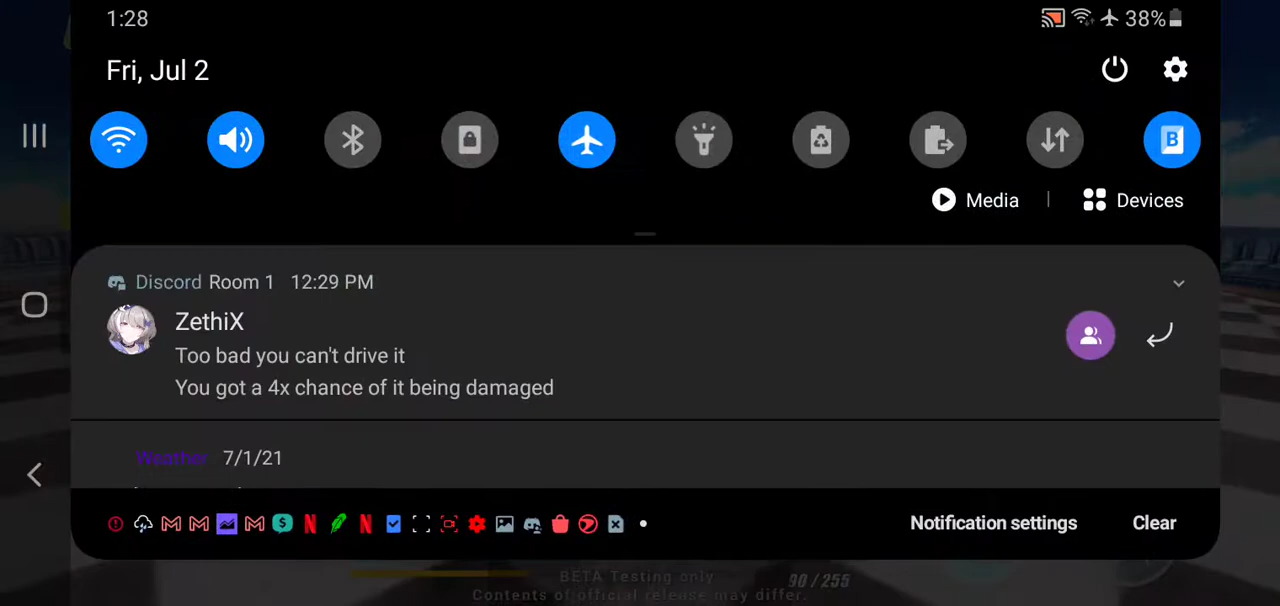 1:28
38%
Fri, Jul 2
B
Media
Devices
Discord Room 1 12:29 PM
ZethiX
Too bad you can't drive it
You got a 4x chance of it being damaged
Weather 7/1/21
Notification settings
Clear
BETA Testing only.
90 / 255
Contents of official release may differ.